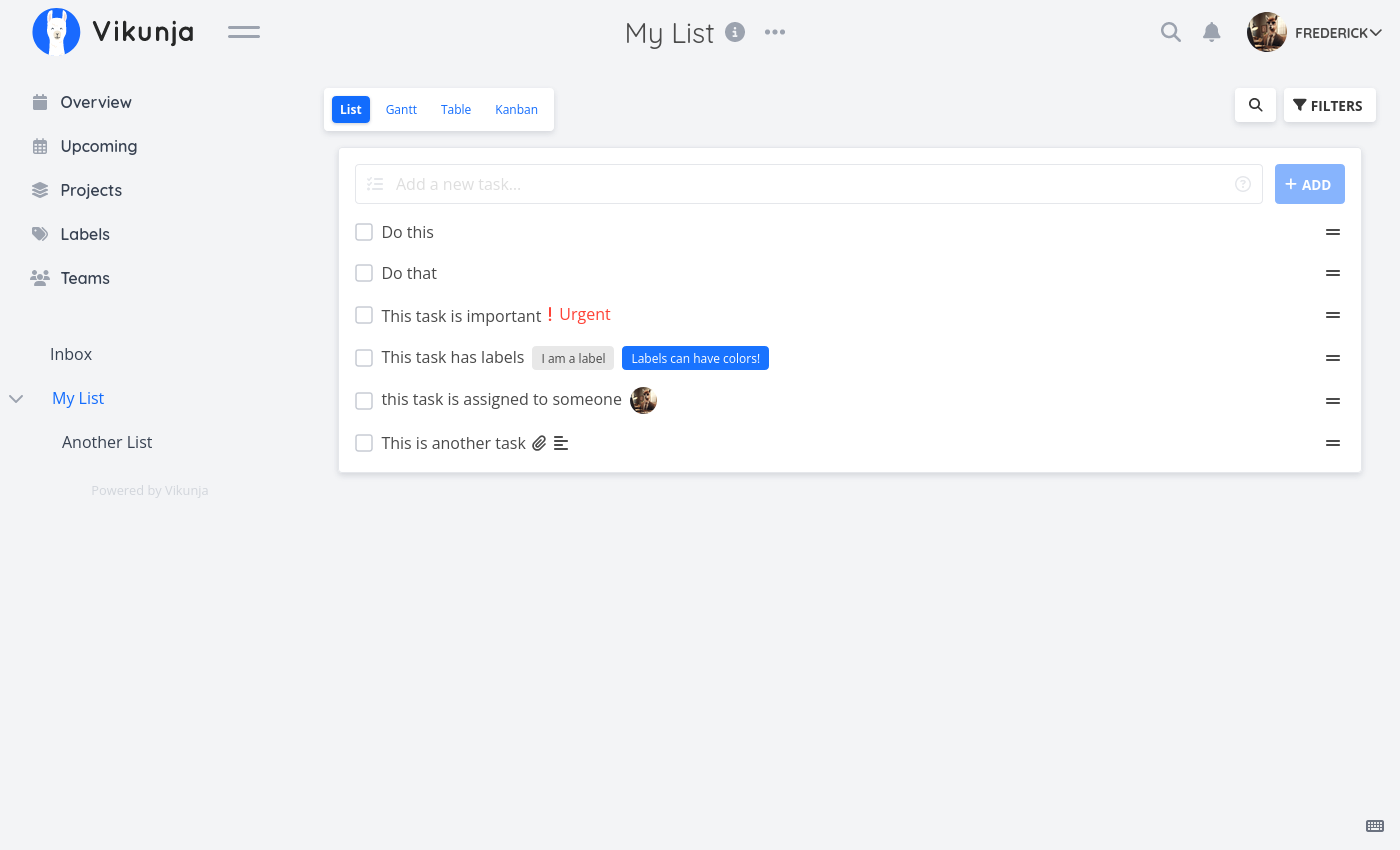 Vikunja
My List
FREDERICK
Overview
Upcoming
Projects
Labels
Teams
Inbox
My List
Another List
Powered by Vikunja
List Gantt Table Kanban
FILTERS
Add a new task...
+ ADD
Do this
Do that
This task is important ! Urgent
This task has labels I am a label Labels can have colors!
this task is assigned to someone
This is another task